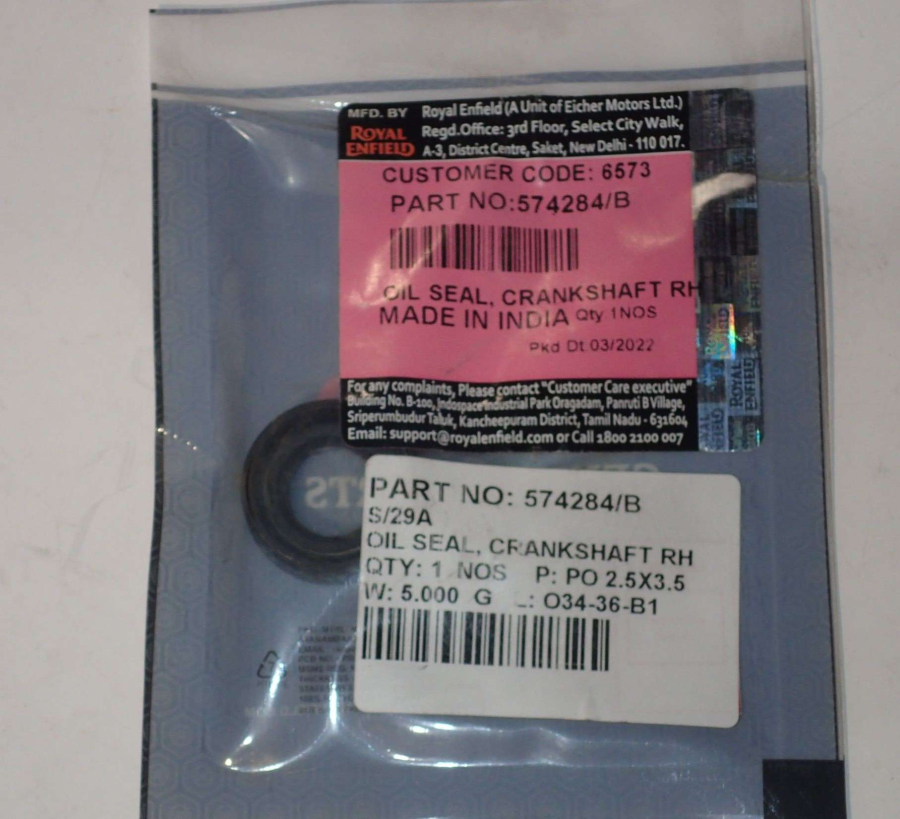 MFD. BY
ROYAL
ENFIELD
Royal Enfield (A Unit of Eicher Motors Ltd.)
Regd.Office: 3rd Floor, Select City Walk,
A-3, District Centre, Saket, New Delhi - 110 017.
CUSTOMER CODE: 6573
PART NO:574284/B
OIL SEAL, CRANKSHAFT RH
MADE IN INDIA Qty 1NOS
Pkd Dt 03/2022
For any complaints, Please contact "Customer Care executive"
Building No. B-100, Indospace Industrial Park Oragadam, Panruti B Village,
Sriperumbudur Taluk, Kancheepuram District, Tamil Nadu - 631604
Email: support@royalenfield.com or Call 1800 2100 007
ROYAL
ENFIELD
PART NO: 574284/B
S/29A
OIL SEAL, CRANKSHAFT RH
QTY: 1 NOS P: PO 2.5X3.5
W: 5.000 G L: O34-36-B1